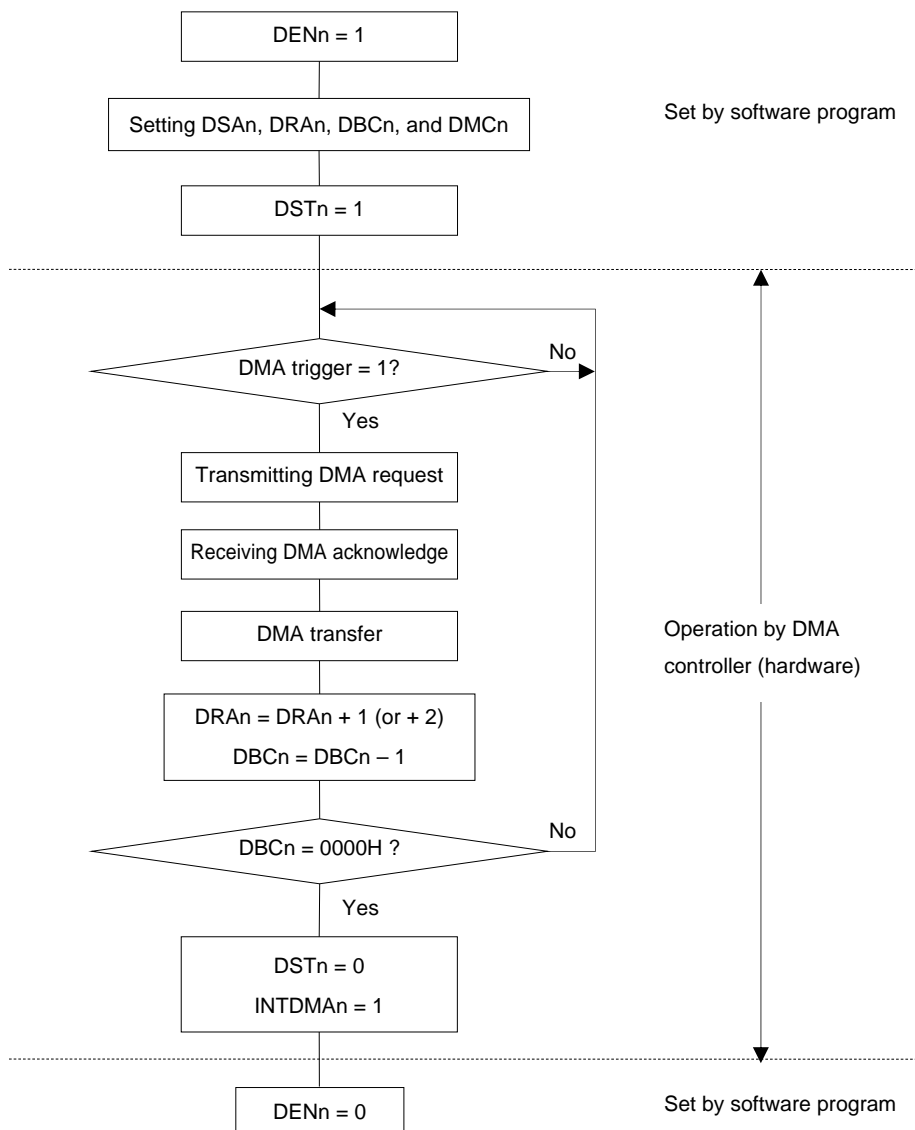 DENn = 1
Setting DSAn, DRAn, DBCn, and DMCn
Set by software program
DSTn = 1
DMA trigger = 1?
No
Yes
Transmitting DMA request
Receiving DMA acknowledge
DMA transfer
Operation by DMA
controller (hardware)
DRAn = DRAn + 1 (or + 2)
DBCn = DBCn – 1
DBCn = 0000H ?
No
Yes
DSTn = 0
INTDMAn = 1
DENn = 0
Set by software program